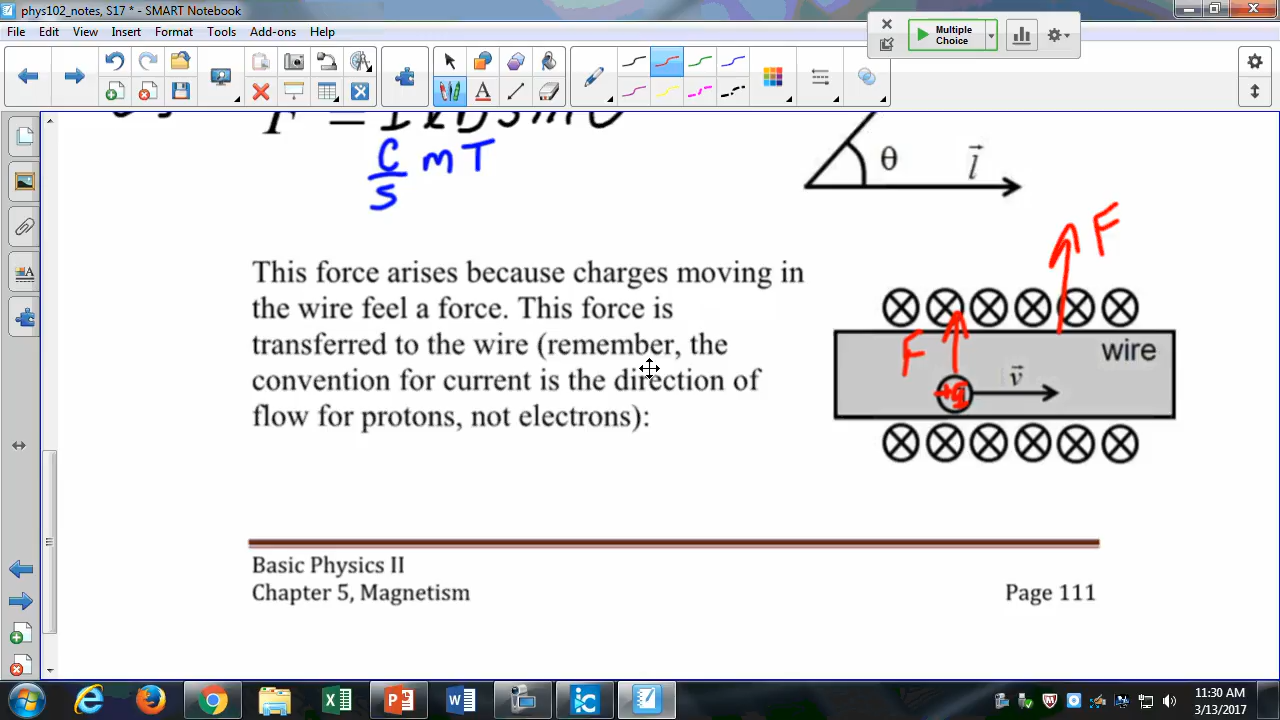 phys102_notes, S17 * - SMART Notebook
File Edit View Insert Format Tools Add-ons Help
Multiple
Choice
F = IlBsinθ
C/S m T
θ
l
F
This force arises because charges moving in
the wire feel a force. This force is
transferred to the wire (remember, the
convention for current is the direction of
flow for protons, not electrons):
wire
F
v
+q
Basic Physics II
Chapter 5, Magnetism
Page 111
11:30 AM
3/13/2017